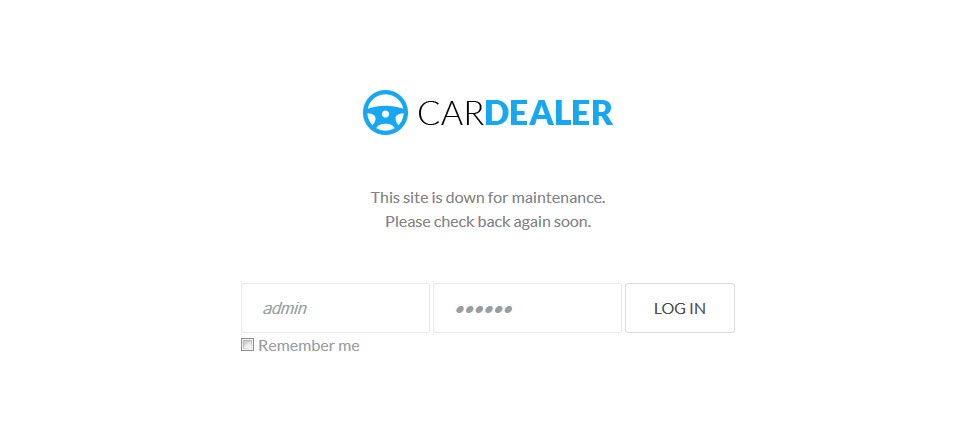 CARDEALER
This site is down for maintenance.
Please check back again soon.
admin
●●●●●●
LOG IN
Remember me